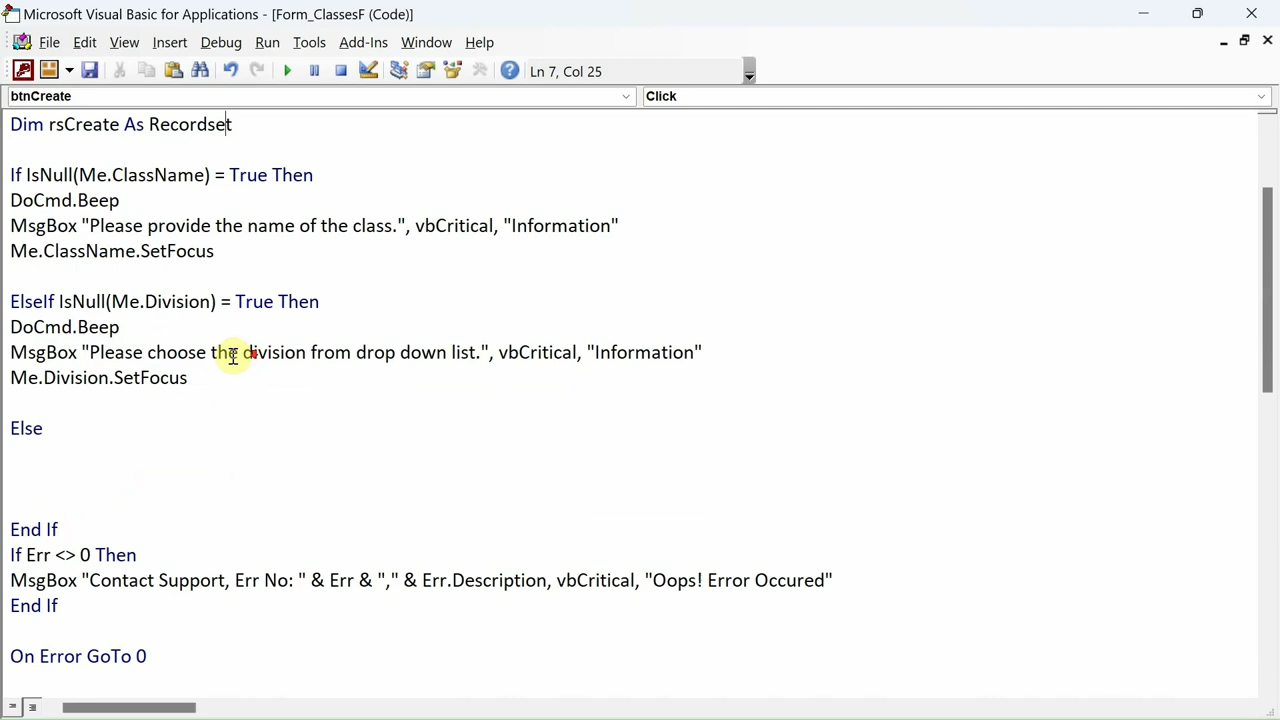 Microsoft Visual Basic for Applications - [Form_ClassesF (Code)]
File Edit View Insert Debug Run Tools Add-Ins Window Help
Ln 7, Col 25
btnCreate Click
Dim rsCreate As Recordset
If IsNull(Me.ClassName) = True Then
DoCmd.Beep
MsgBox "Please provide the name of the class.", vbCritical, "Information"
Me.ClassName.SetFocus
ElseIf IsNull(Me.Division) = True Then
DoCmd.Beep
MsgBox "Please choose the division from drop down list.", vbCritical, "Information"
Me.Division.SetFocus
Else
End If
If Err <> 0 Then
MsgBox "Contact Support, Err No: " & Err & "," & Err.Description, vbCritical, "Oops! Error Occured"
End If
On Error GoTo 0